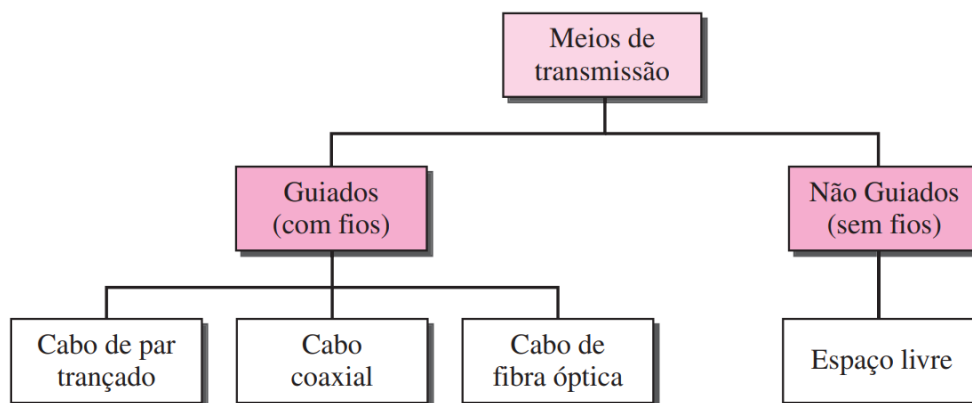 Meios de
transmissão
Guiados
(com fios)
Não Guiados
(sem fios)
Cabo de par
trançado
Cabo
coaxial
Cabo de
fibra óptica
Espaço livre